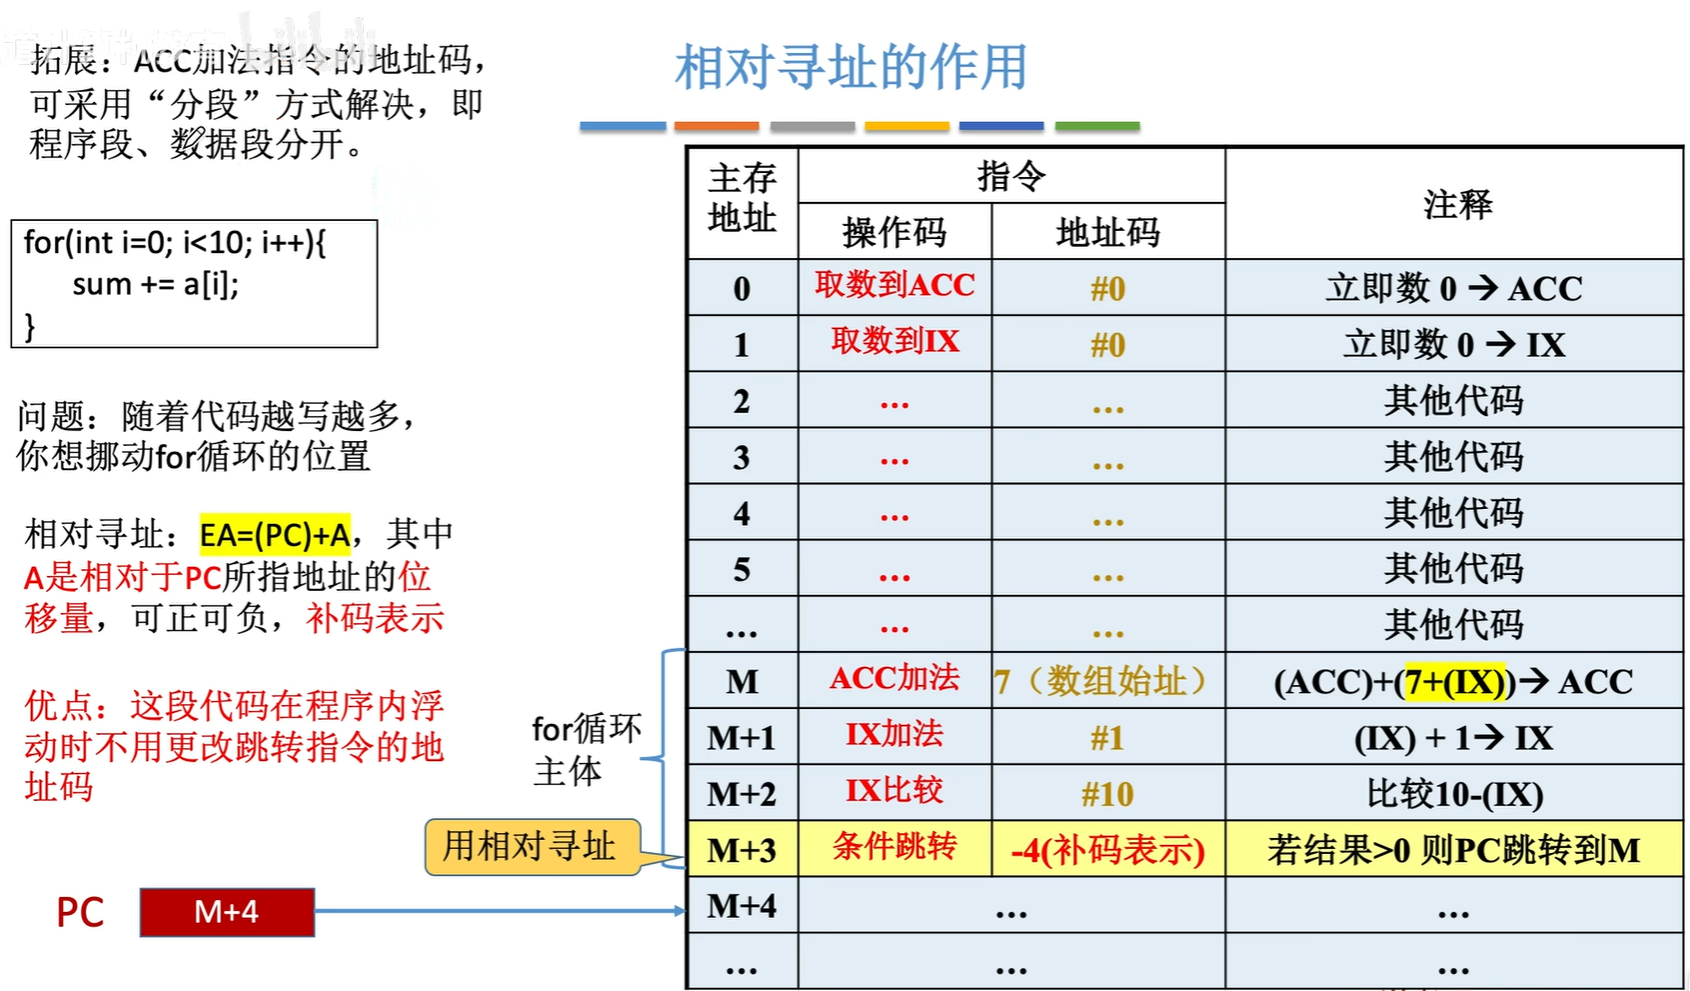 拓展：ACC加法指令的地址码，
可采用“分段”方式解决，即
程序段、数据段分开。
相对寻址的作用
for(int i=0; i<10; i++){
sum += a[i];
}
问题：随着代码越写越多，
你想挪动for循环的位置
相对寻址：EA=(PC)+A，其中
A是相对于PC所指地址的位
移量，可正可负，补码表示
优点：这段代码在程序内浮
动时不用更改跳转指令的地
址码
for循环
主体
用相对寻址
PC M+4
主存
地址 指令 注释
操作码 地址码
0 取数到ACC #0 立即数 0 → ACC
1 取数到IX #0 立即数 0 → IX
2 … … 其他代码
3 … … 其他代码
4 … … 其他代码
5 … … 其他代码
… … … 其他代码
M ACC加法 7（数组始址） (ACC)+(7+(IX))→ ACC
M+1 IX加法 #1 (IX) + 1→ IX
M+2 IX比较 #10 比较10-(IX)
M+3 条件跳转 -4(补码表示) 若结果>0 则PC跳转到M
M+4 … …
… … …